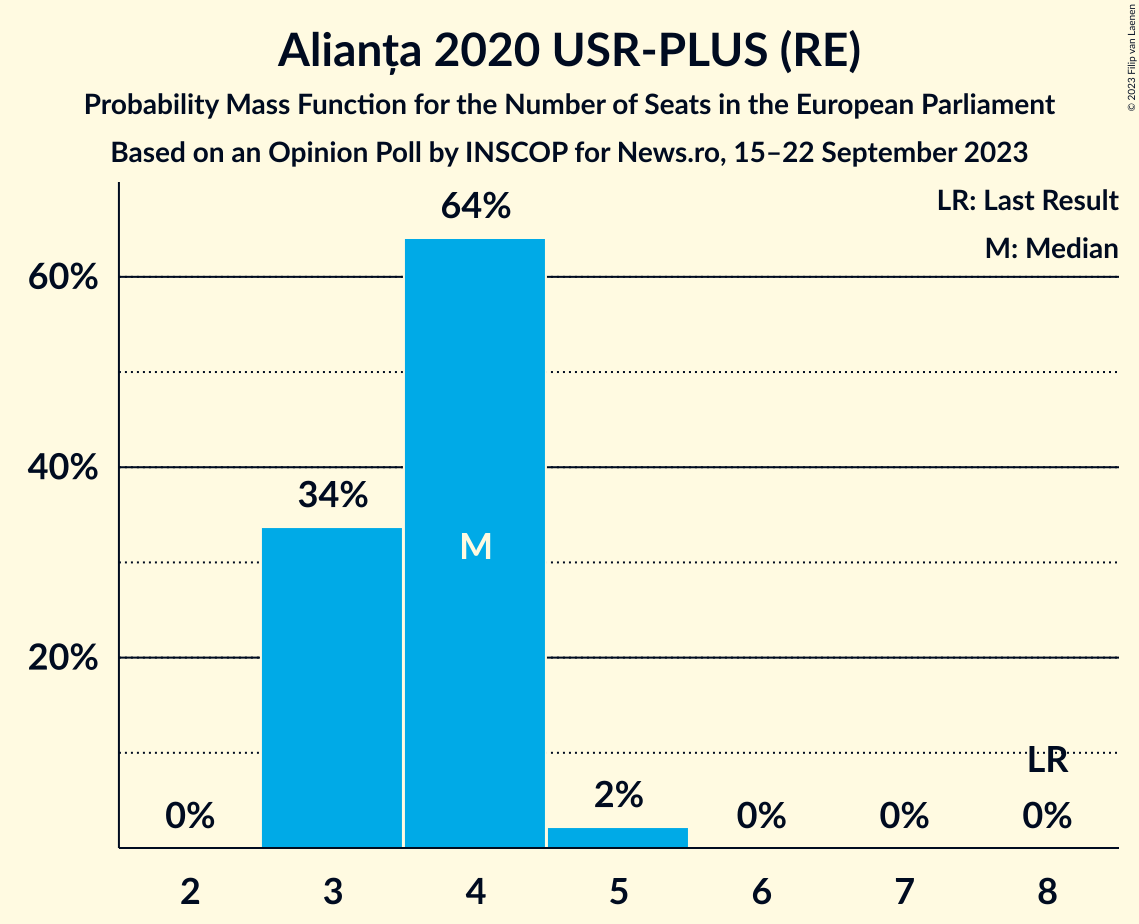 Alianța 2020 USR-PLUS (RE)
Probability Mass Function for the Number of Seats in the European Parliament
Based on an Opinion Poll by INSCOP for News.ro, 15–22 September 2023
© 2023 Filip van Laenen
LR: Last Result
M: Median
60%
40%
20%
0%
34%
64%
M
2%
0%
0%
LR
0%
2 3 4 5 6 7 8